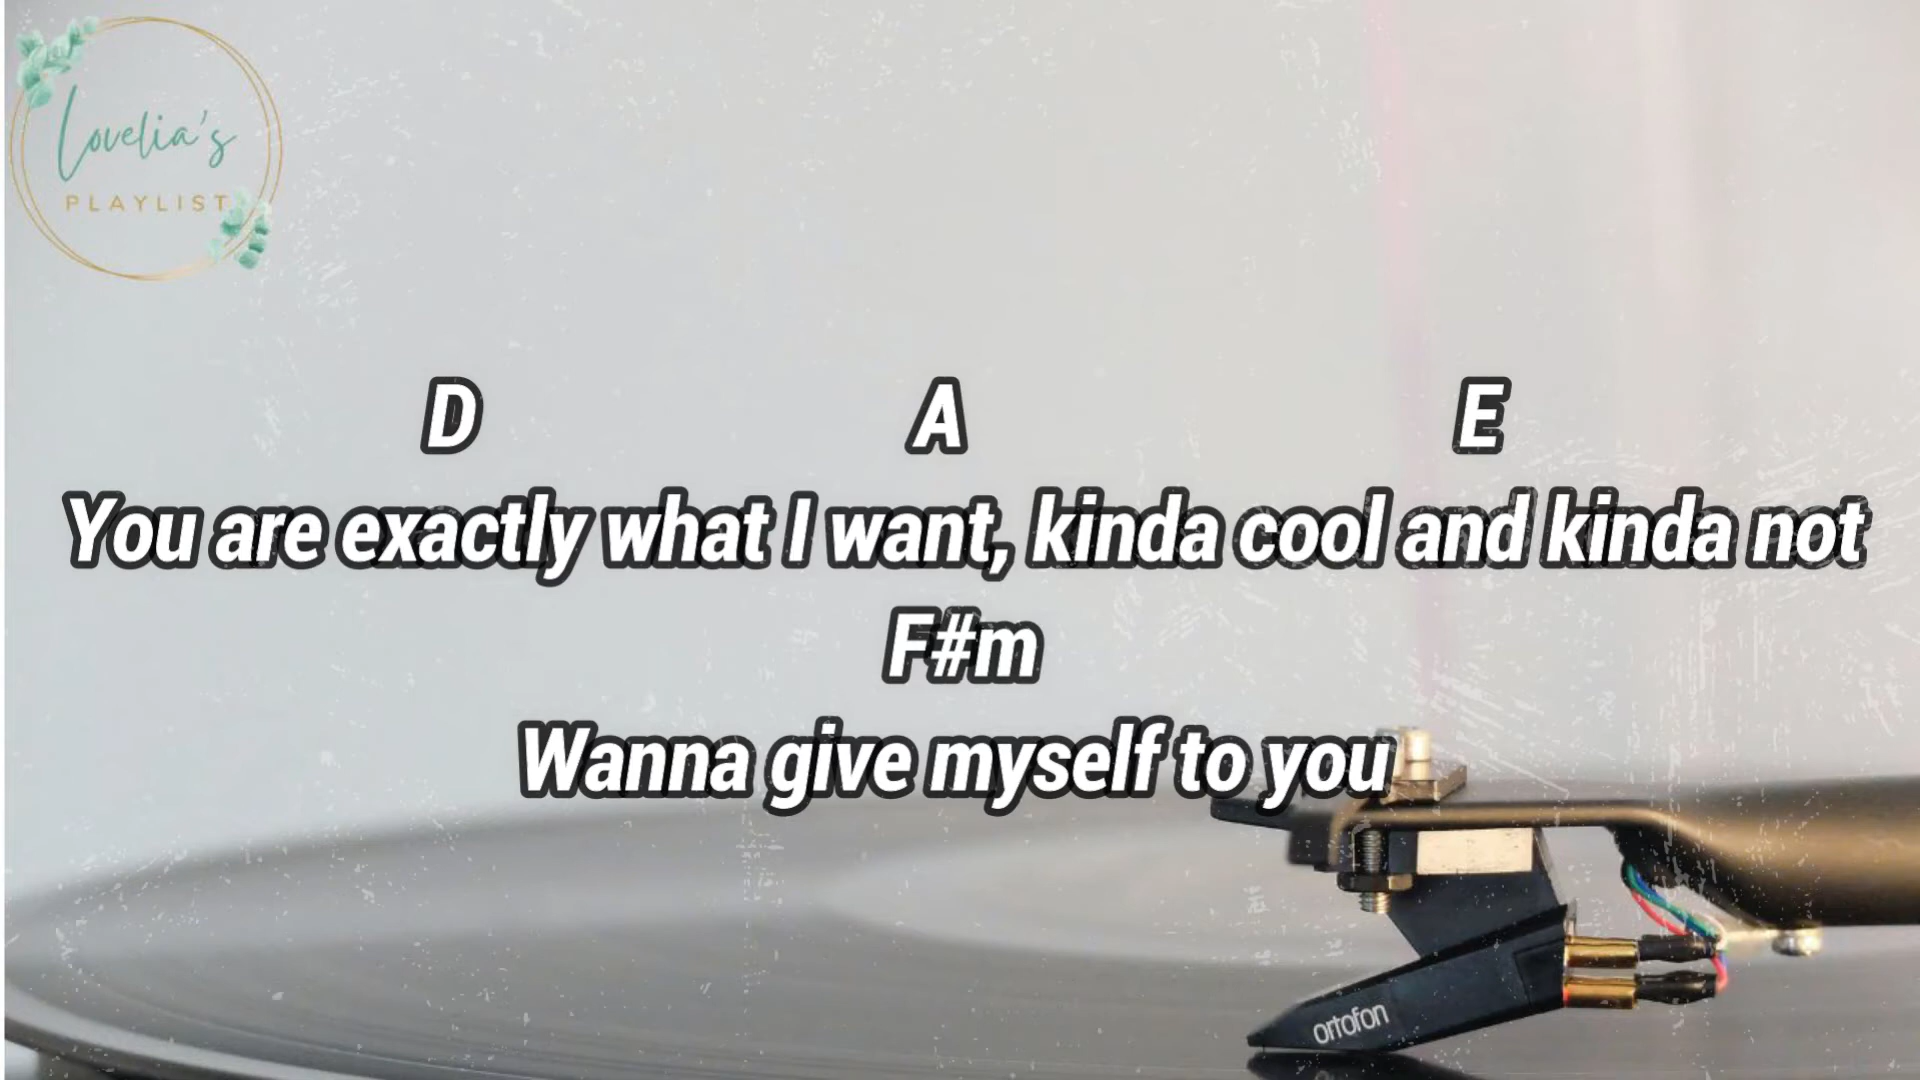 Lovelia's
PLAYLIST
D A E
You are exactly what I want, kinda cool and kinda not
F#m
Wanna give myself to you
ortofon